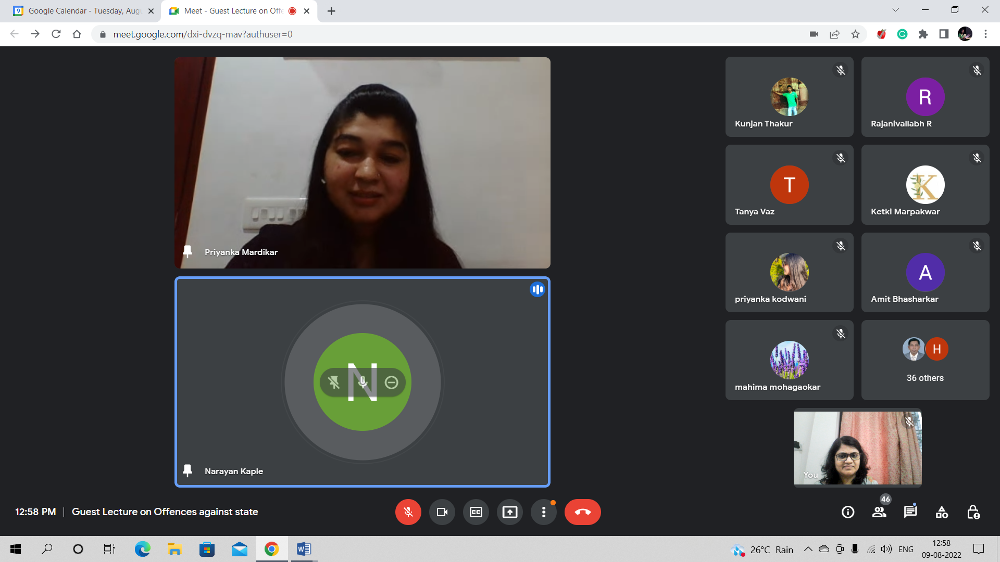 Google Calendar - Tuesday, Aug
Meet - Guest Lecture on Offe
meet.google.com/dxi-dvzq-mav?authuser=0
Priyanka Mardikar
N
Narayan Kaple
Kunjan Thakur
R
Rajanivallabh R
T
Tanya Vaz
K
Ketki Marpakwar
priyanka kodwani
A
Amit Bhasharkar
mahima mohagaokar
H
36 others
You
12:58 PM | Guest Lecture on Offences against state
CC
46
26°C Rain
ENG
12:58
09-08-2022